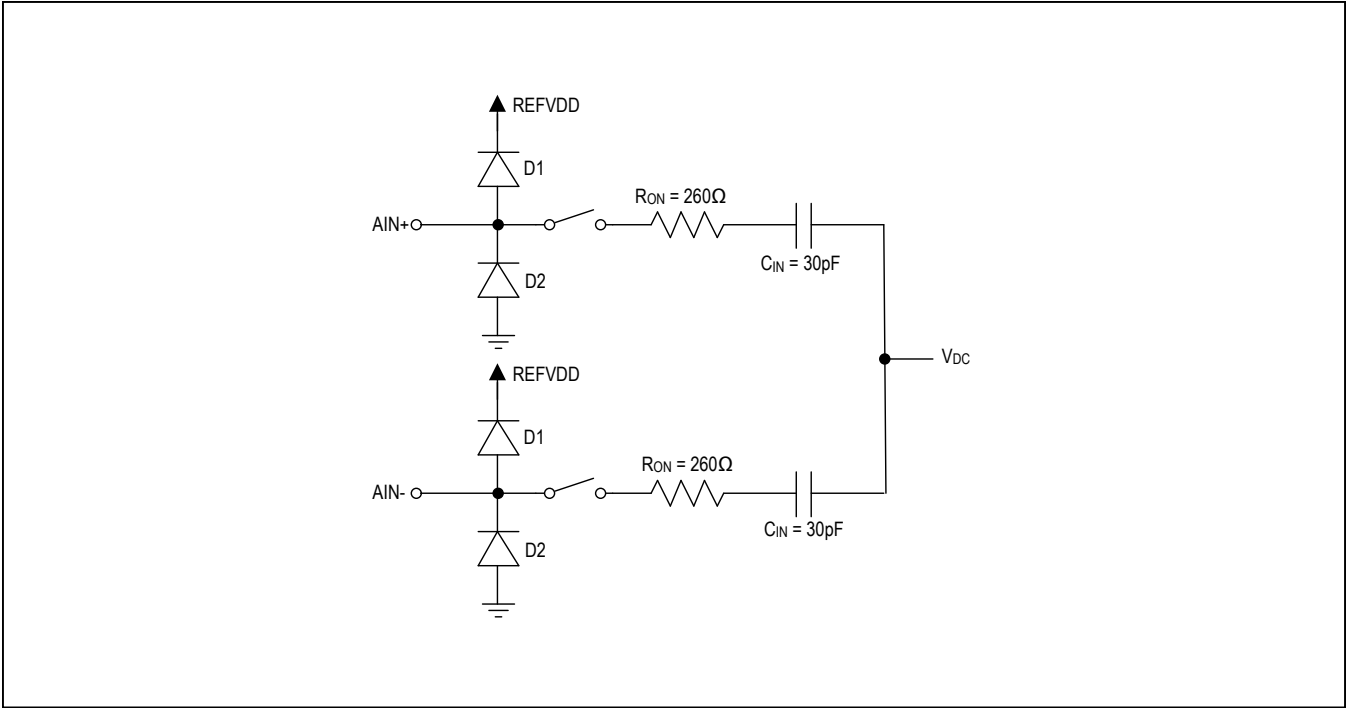 REFVDD
D1
RON = 260Ω
AIN+
CIN = 30pF
D2
VDC
REFVDD
D1
RON = 260Ω
AIN-
CIN = 30pF
D2